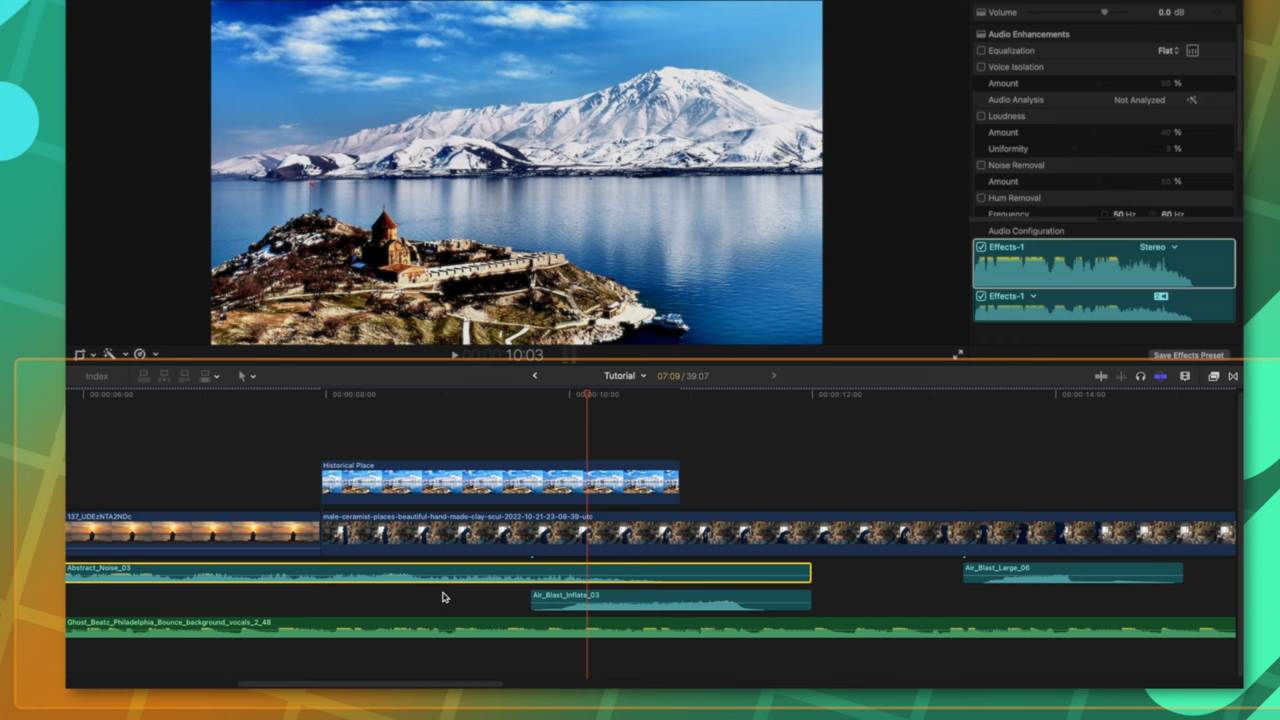 Volume 0.0 dB
Audio Enhancements
Equalization Flat
Voice Isolation
Amount 50 %
Audio Analysis Not Analyzed
Loudness
Amount 40 %
Uniformity 3 %
Noise Removal
Amount 50 %
Hum Removal
Frequency 50 Hz 60 Hz
Audio Configuration
Effects-1 Stereo
Effects-1
10:03
Save Effects Preset
Index Tutorial 07:09 / 39:07
00:00:06:00 00:00:08:00 00:00:10:00 00:00:12:00 00:00:14:00
Historical Place
137_UDEzNTA2NDc
male-ceramist-places-beautiful-hand-made-clay-scul-2022-10-21-23-08-39-utc
Abstract_Noise_03
Air_Blast_Large_06
Air_Blast_Inflate_03
Ghost_Beatz_Philadelphia_Bounce_background_vocals_2_48